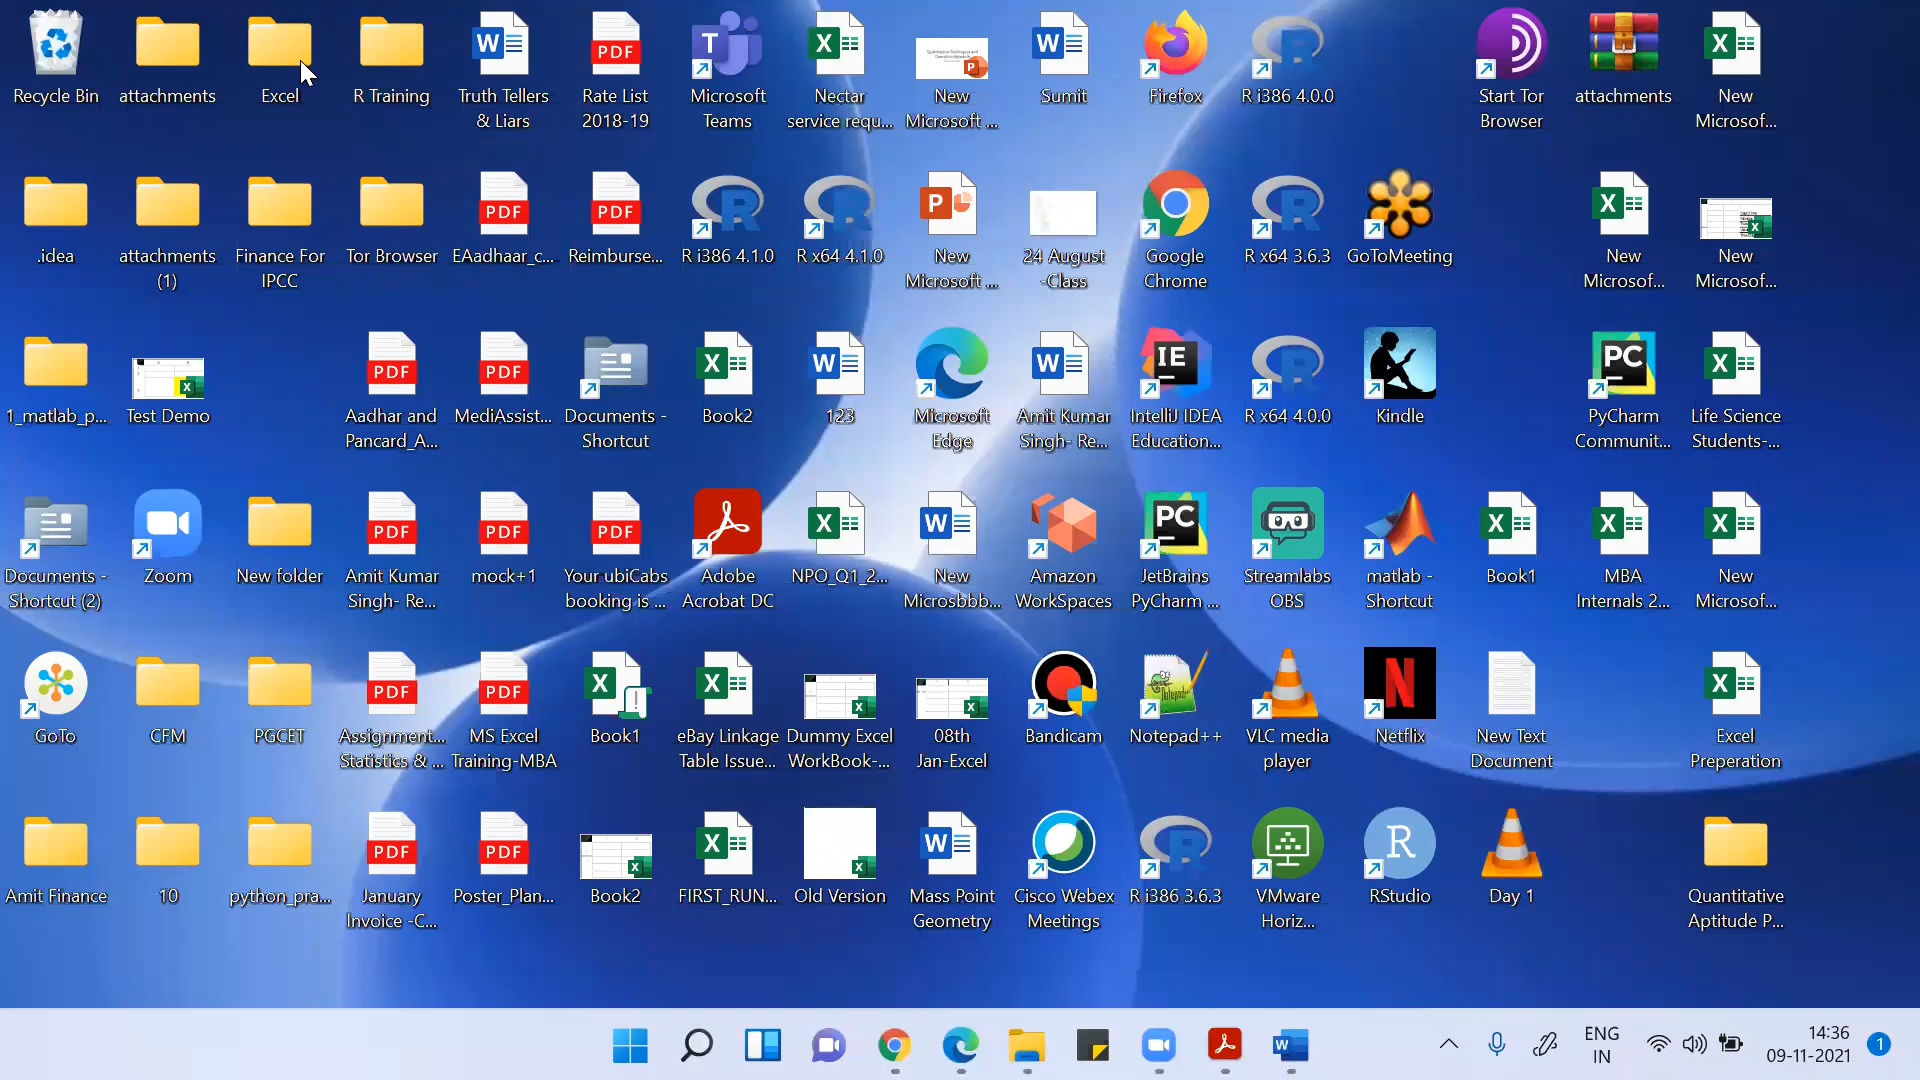 Recycle Bin
attachments
Excel
R Training
Truth Tellers
& Liars
Rate List
2018-19
Microsoft
Teams
Nectar
service requ...
New
Microsoft ...
Sumit
Firefox
R i386 4.0.0
Start Tor
Browser
attachments
New
Microsof...
.idea
attachments
(1)
Finance For
IPCC
Tor Browser
EAadhaar_c...
Reimburse...
R i386 4.1.0
R x64 4.1.0
New
Microsoft ...
24 August
-Class
Google
Chrome
R x64 3.6.3
GoToMeeting
New
Microsof...
New
Microsof...
1_matlab_p...
Test Demo
Aadhar and
Pancard_A...
MediAssist...
Documents -
Shortcut
Book2
123
Microsoft
Edge
Amit Kumar
Singh- Re...
IntelliJ IDEA
Education...
R x64 4.0.0
Kindle
PyCharm
Communit...
Life Science
Students-...
Documents -
Shortcut (2)
Zoom
New folder
Amit Kumar
Singh- Re...
mock+1
Your ubiCabs
booking is ...
Adobe
Acrobat DC
NPO_Q1_2...
New
Microsbbb...
Amazon
WorkSpaces
JetBrains
PyCharm ...
Streamlabs
OBS
matlab -
Shortcut
Book1
MBA
Internals 2...
New
Microsof...
GoTo
CFM
PGCET
Assignment...
Statistics & ...
MS Excel
Training-MBA
Book1
eBay Linkage
Table Issue...
Dummy Excel
WorkBook-...
08th
Jan-Excel
Bandicam
Notepad++
VLC media
player
Netflix
New Text
Document
Excel
Preperation
Amit Finance
10
python_pra...
January
Invoice -C...
Poster_Plan...
Book2
FIRST_RUN...
Old Version
Mass Point
Geometry
Cisco Webex
Meetings
R i386 3.6.3
VMware
Horiz...
RStudio
Day 1
Quantitative
Aptitude P...
ENG
IN
14:36
09-11-2021
1